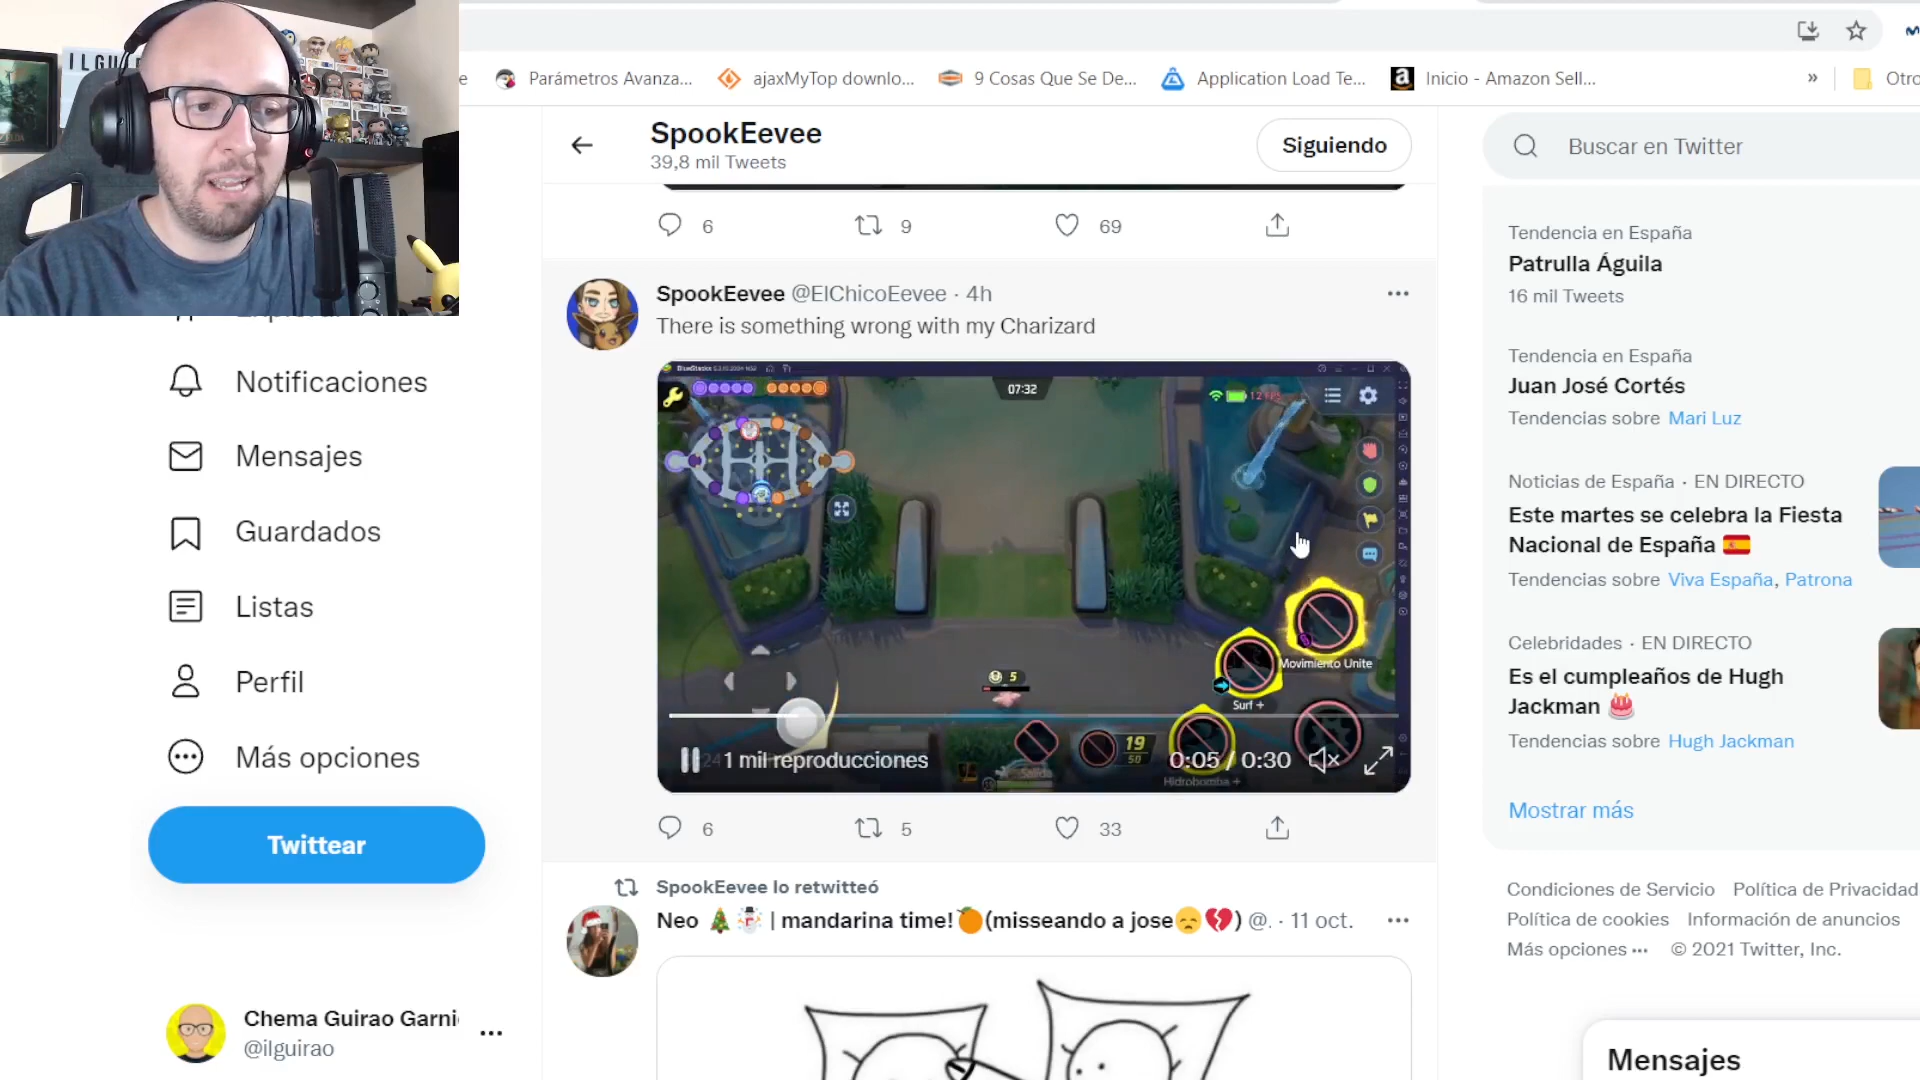 ILGU
e
Parámetros Avanza...
ajaxMyTop downlo...
9 Cosas Que Se De...
Application Load Te...
Inicio - Amazon Sell...
»
Otro
SpookEevee
39,8 mil Tweets
Siguiendo
Buscar en Twitter
6
9
69
SpookEevee @ElChicoEevee · 4h
There is something wrong with my Charizard
07:32
5
Movimiento Unite
Surf +
19
50
Hidrobomba +
1 mil reproducciones
0:05 / 0:30
6
5
33
SpookEevee lo retwitteó
Neo 🎄☃️ | mandarina time!🍊(misseando a jose😞💔) @. · 11 oct.
Notificaciones
Mensajes
Guardados
Listas
Perfil
Más opciones
Twittear
Chema Guirao Garni
@ilguirao
Tendencia en España
Patrulla Águila
16 mil Tweets
Tendencia en España
Juan José Cortés
Tendencias sobre Mari Luz
Noticias de España · EN DIRECTO
Este martes se celebra la Fiesta
Nacional de España 🇪🇸
Tendencias sobre Viva España, Patrona
Celebridades · EN DIRECTO
Es el cumpleaños de Hugh
Jackman 🎂
Tendencias sobre Hugh Jackman
Mostrar más
Condiciones de Servicio Política de Privacidad
Política de cookies Información de anuncios
Más opciones ··· © 2021 Twitter, Inc.
Mensajes